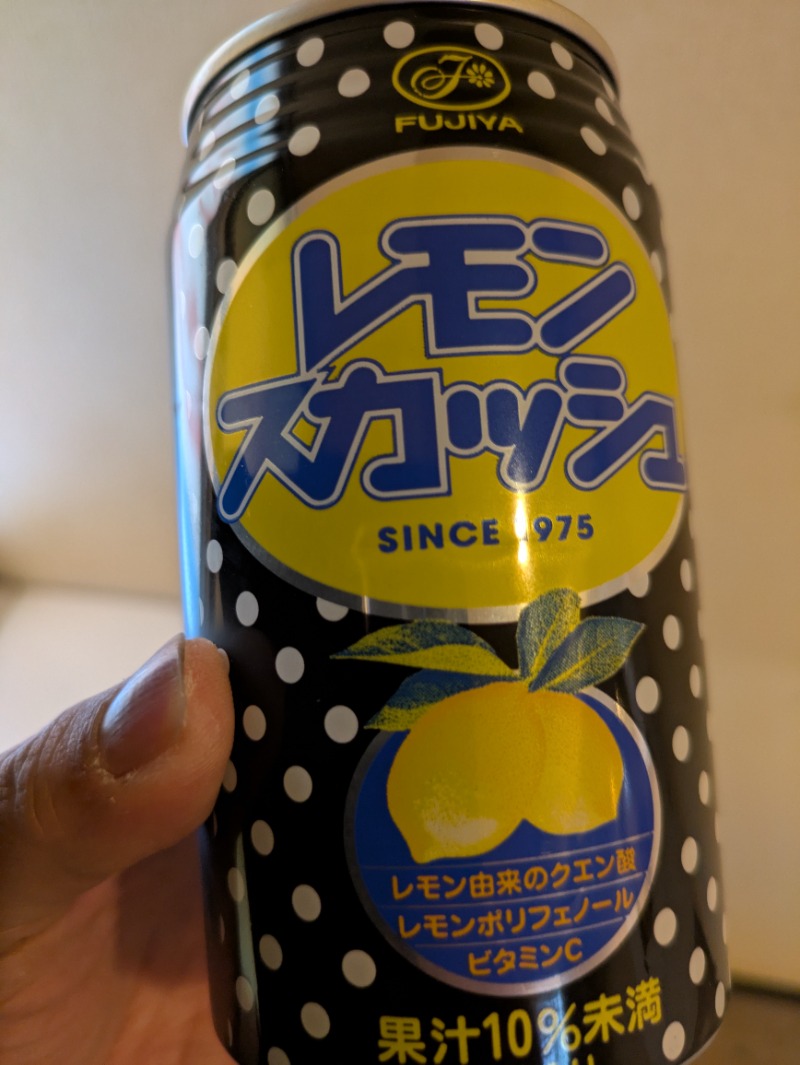 FUJIYA
レモン
スカッシュ
SINCE 1975
レモン由来のクエン酸
レモンポリフェノール
ビタミンC
果汁10%未満